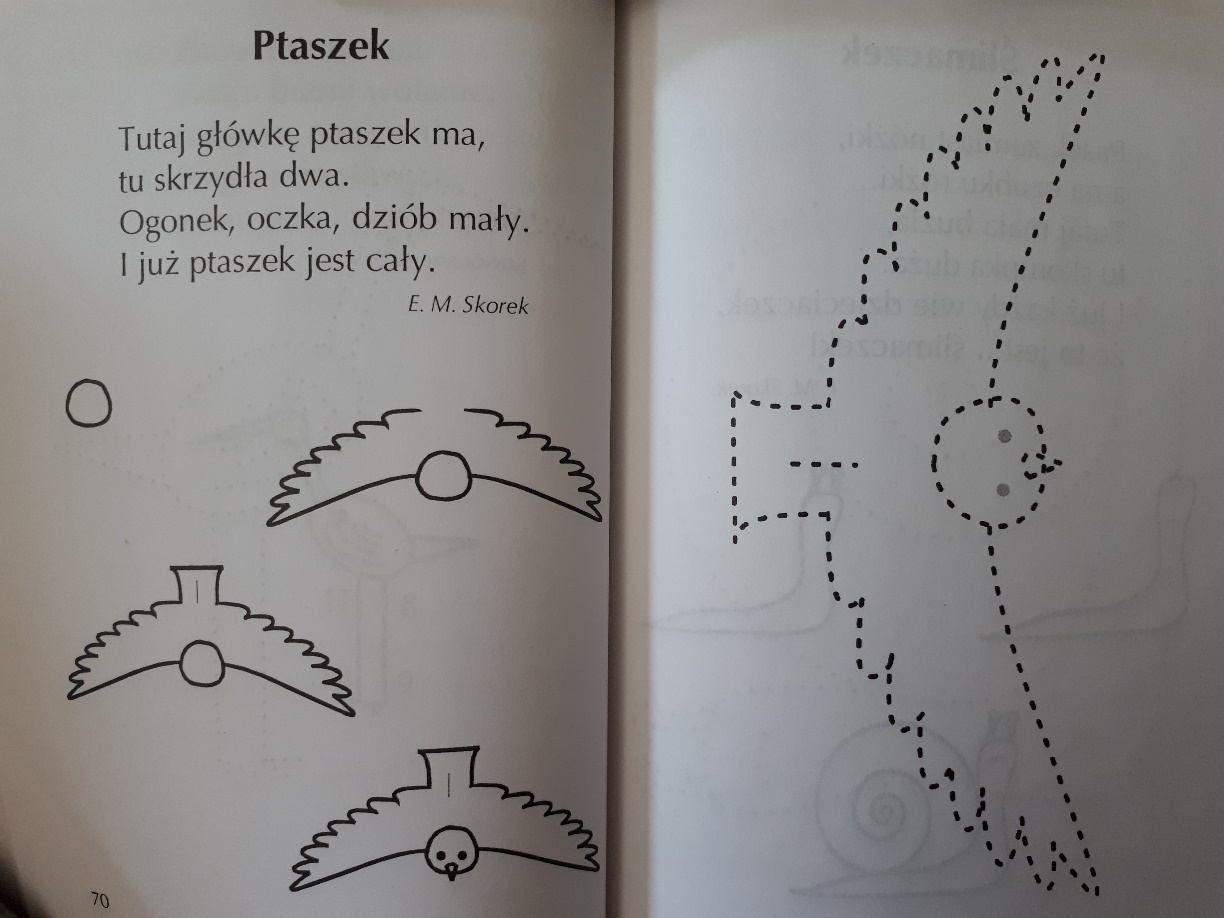 Ptaszek
Tutaj główkę ptaszek ma,
tu skrzydła dwa.
Ogonek, oczka, dziób mały.
I już ptaszek jest cały.
E. M. Skorek
70